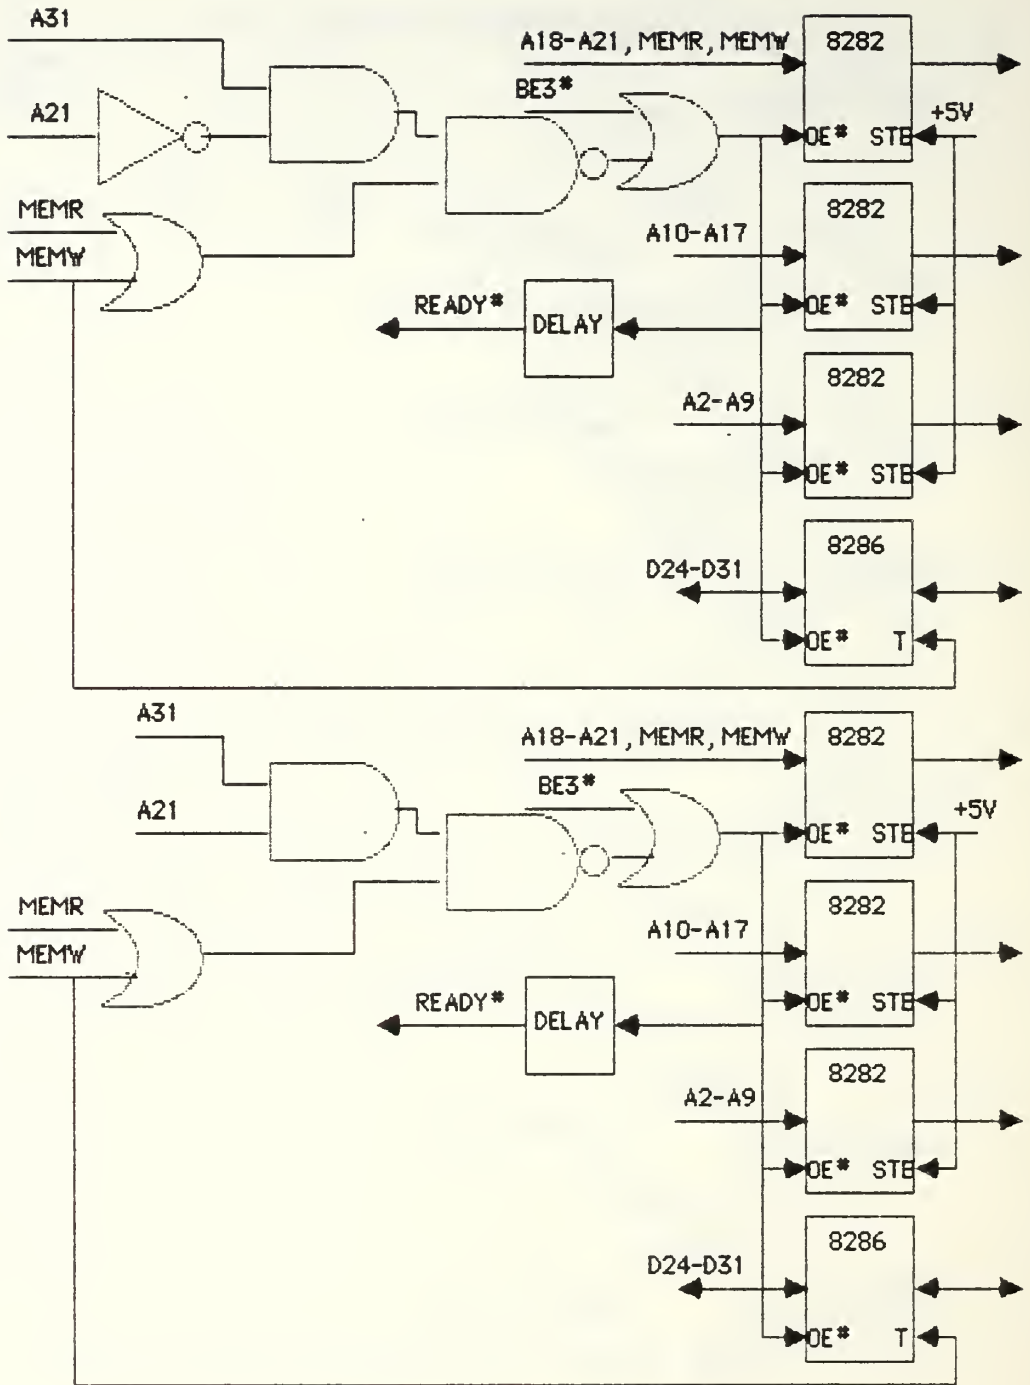 A31
A18-A21, MEMR, MEMW
8282
BE3*
A21
+5V
OE* STB
MEMR
8282
A10-A17
MEMW
READY*
DELAY
OE* STB
8282
A2-A9
OE* STB
8286
D24-D31
OE* T
A31
A18-A21, MEMR, MEMW
8282
BE3*
A21
+5V
OE* STB
MEMR
8282
A10-A17
MEMW
READY*
DELAY
OE* STB
8282
A2-A9
OE* STB
8286
D24-D31
OE* T